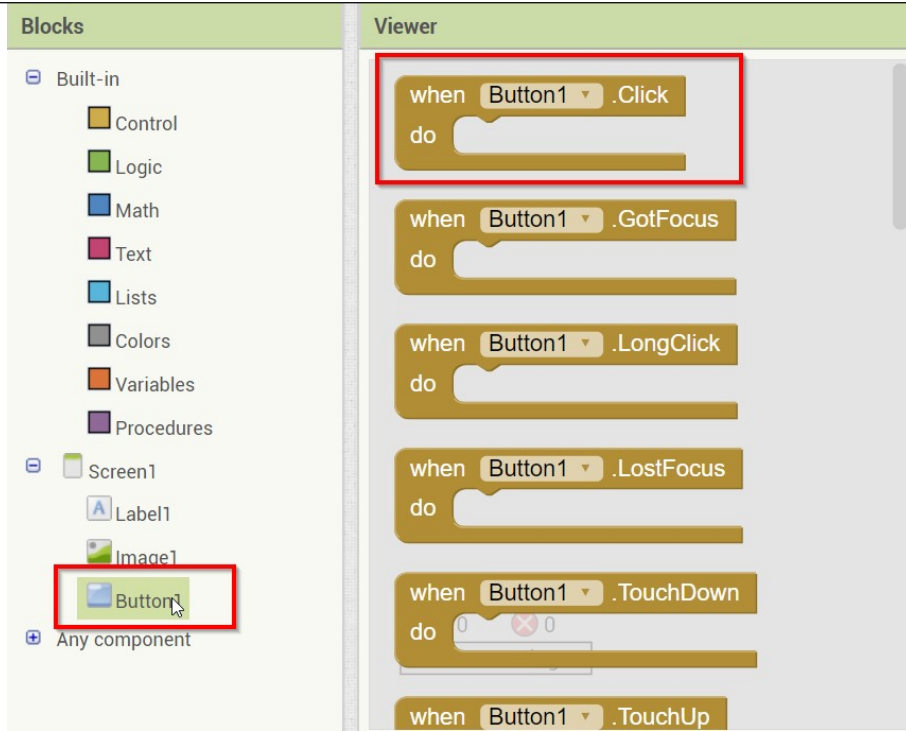 Blocks
Built-in
Control
Logic
Math
Text
Lists
Colors
Variables
Procedures
Screen1
A Label1
Image1
Button1
Any component
Viewer
when Button1 .Click
do
when Button1 .GotFocus
do
when Button1 .LongClick
do
when Button1 .LostFocus
do
when Button1 .TouchDown
do
0 0
when Button1 .TouchUp